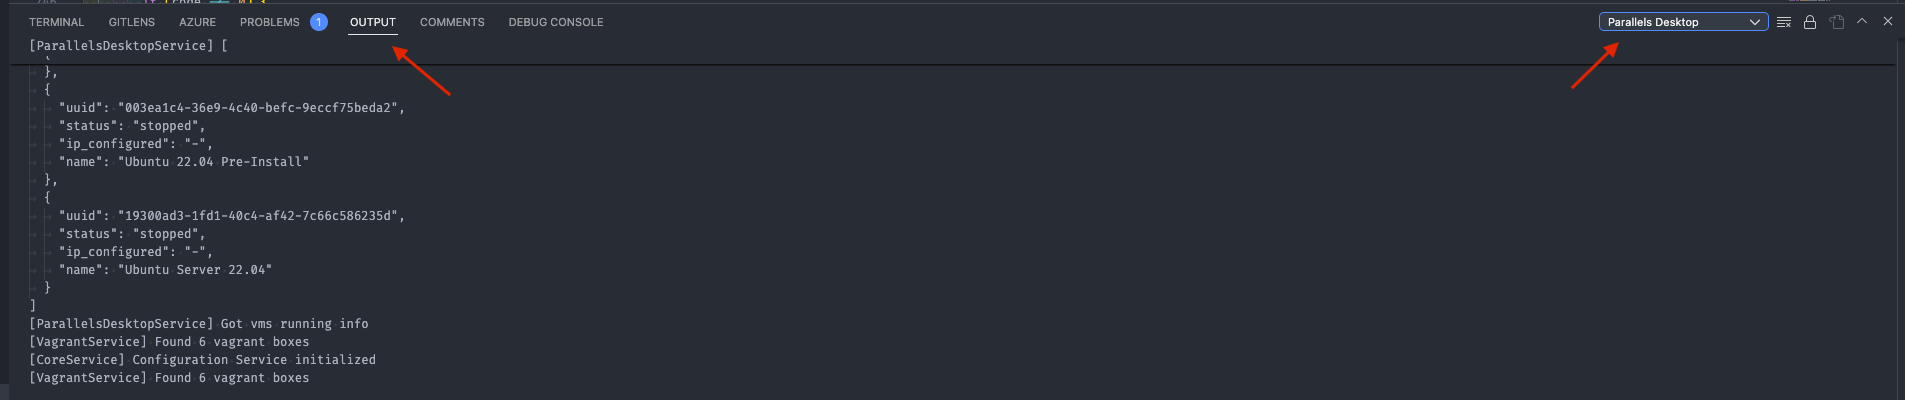 TERMINAL GITLENS AZURE PROBLEMS 1 OUTPUT COMMENTS DEBUG CONSOLE Parallels Desktop
[ParallelsDesktopService] [
},
{
"uuid": "003ea1c4-36e9-4c40-befc-9eccf75beda2",
"status": "stopped",
"ip_configured": "-",
"name": "Ubuntu 22.04 Pre-Install"
},
{
"uuid": "19300ad3-1fd1-40c4-af42-7c66c586235d",
"status": "stopped",
"ip_configured": "-",
"name": "Ubuntu Server 22.04"
}
]
[ParallelsDesktopService] Got vms running info
[VagrantService] Found 6 vagrant boxes
[CoreService] Configuration Service initialized
[VagrantService] Found 6 vagrant boxes